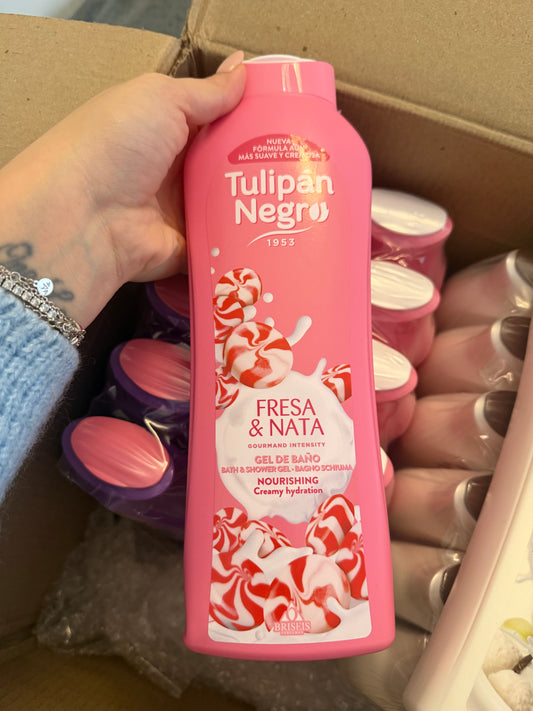 NUEVA
FÓRMULA AÚN
MÁS SUAVE Y CREMOSA
Tulipán
Negro
1953
FRESA
& NATA
GOURMAND INTENSITY
GEL DE BAÑO
BATH & SHOWER GEL - BAGNO SCHIUMA
NOURISHING
Creamy hydration
BRISEIS